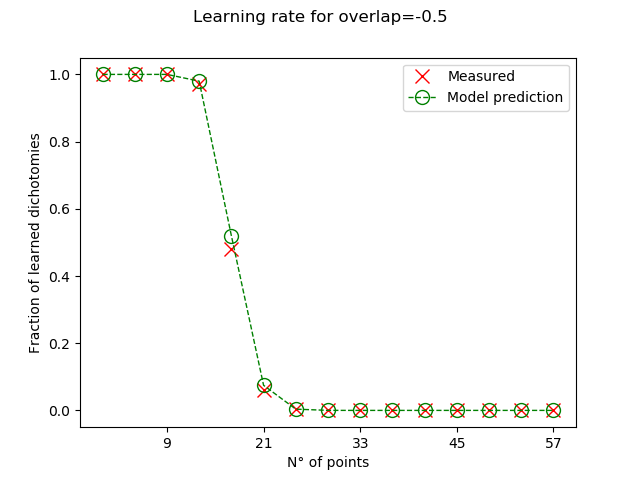 Learning rate for overlap=-0.5
Measured
Model prediction
Fraction of learned dichotomies
1.0
0.8
0.6
0.4
0.2
0.0
9 21 33 45 57
N° of points